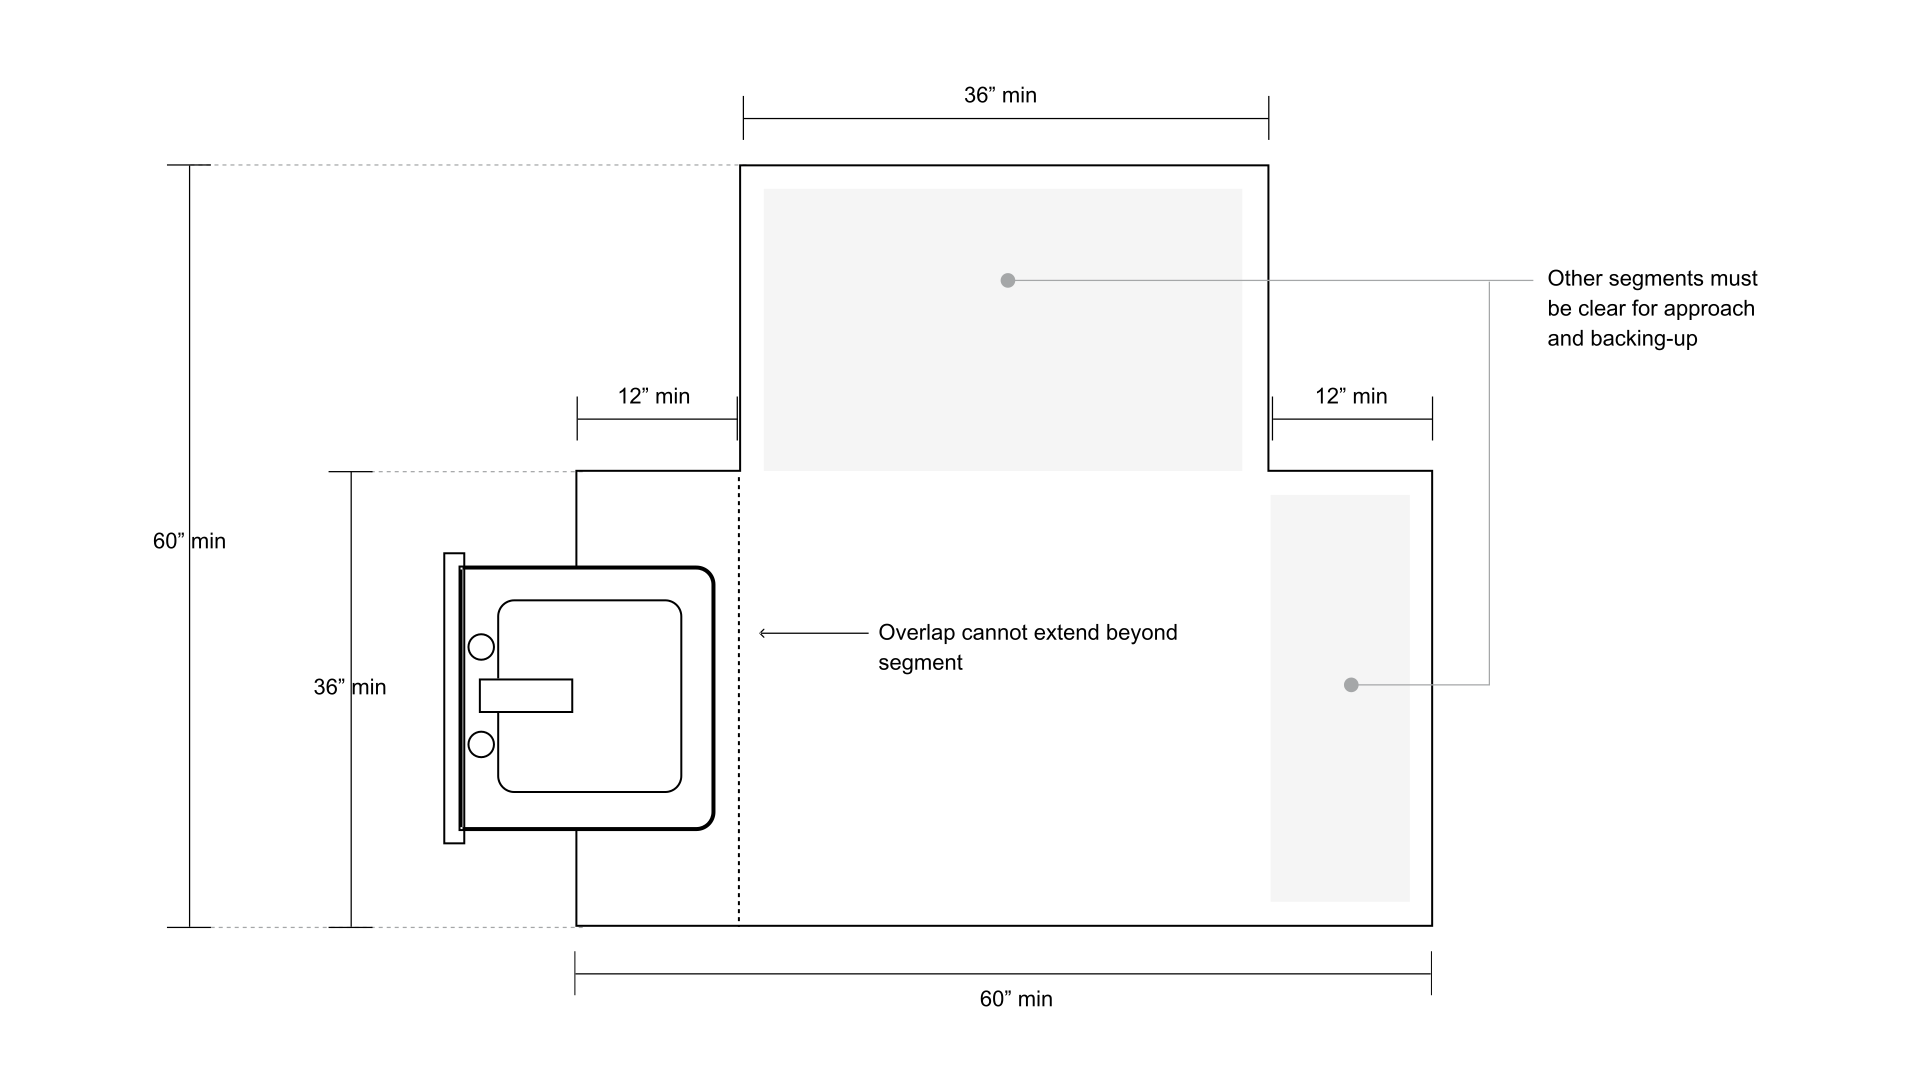 36” min
Other segments must
be clear for approach
and backing-up
12” min
12” min
60” min
Overlap cannot extend beyond
segment
36” min
60” min